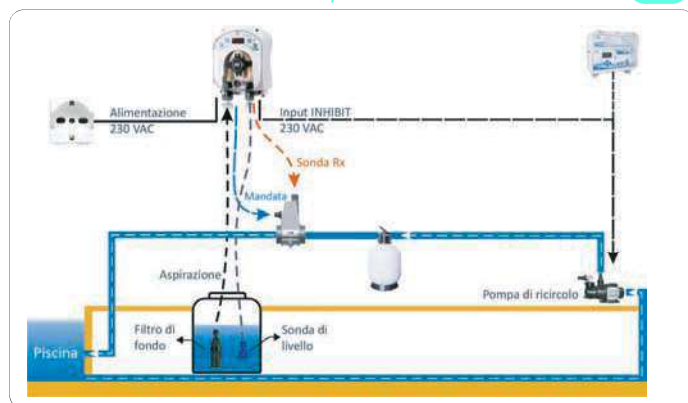 Alimentazione
230 VAC
Input INHIBIT
230 VAC
Sonda Rx
Mandata
Aspirazione
Pompa di ricircolo
Filtro di
fondo
Sonda di
livello
Piscina